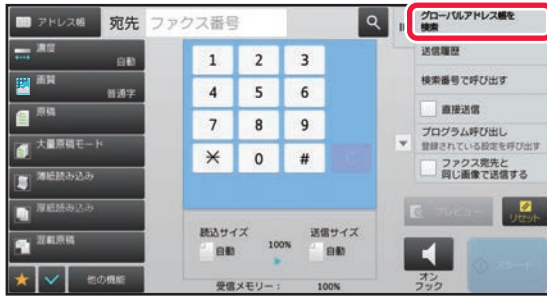 アドレス帳
宛先
ファクス番号
グローバルアドレス帳を
検索
濃度
自動
画質
普通字
原稿
大量原稿モード
薄紙読み込み
厚紙読み込み
混載原稿
他の機能
1 2 3
4 5 6
7 8 9
0 #
読込サイズ
自動
100%
送信サイズ
自動
受信メモリー： 100%
送信履歴
検索番号で呼び出す
直接送信
プログラム呼び出し
登録されている設定を呼び出す
ファクス宛先と
同じ画像で送信する
プレビュー
リセット
オン
フック
スタート